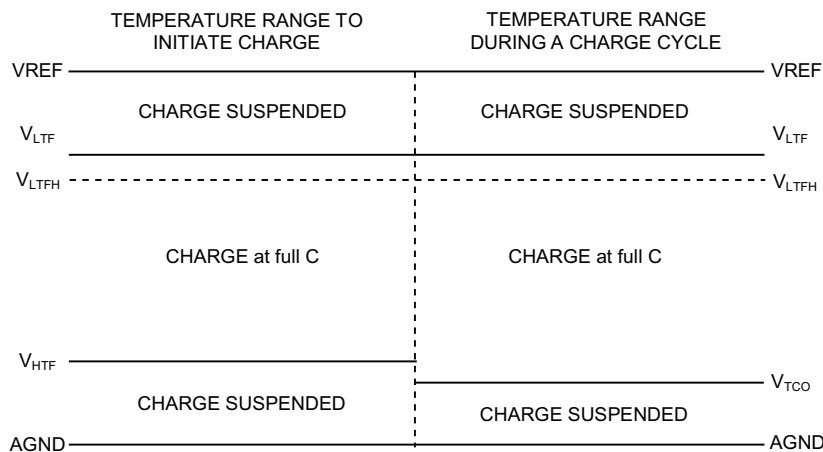 TEMPERATURE RANGE TO
INITIATE CHARGE
TEMPERATURE RANGE
DURING A CHARGE CYCLE
VREF
VREF
CHARGE SUSPENDED
CHARGE SUSPENDED
VLTF
VLTF
VLTFH
VLTFH
CHARGE at full C
CHARGE at full C
VHTF
VTCO
CHARGE SUSPENDED
CHARGE SUSPENDED
AGND
AGND